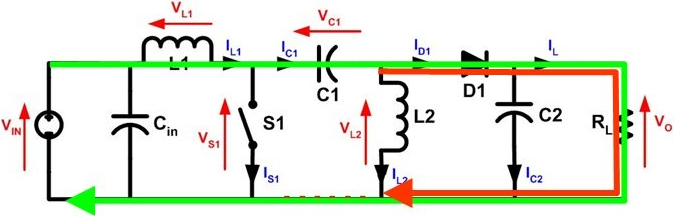 VL1
VC1
IL1
IC1
ID1
IL
L1
C1
D1
VIN
Cin
VS1
S1
VL2
L2
C2
RL
VO
IS1
IL2
IC2